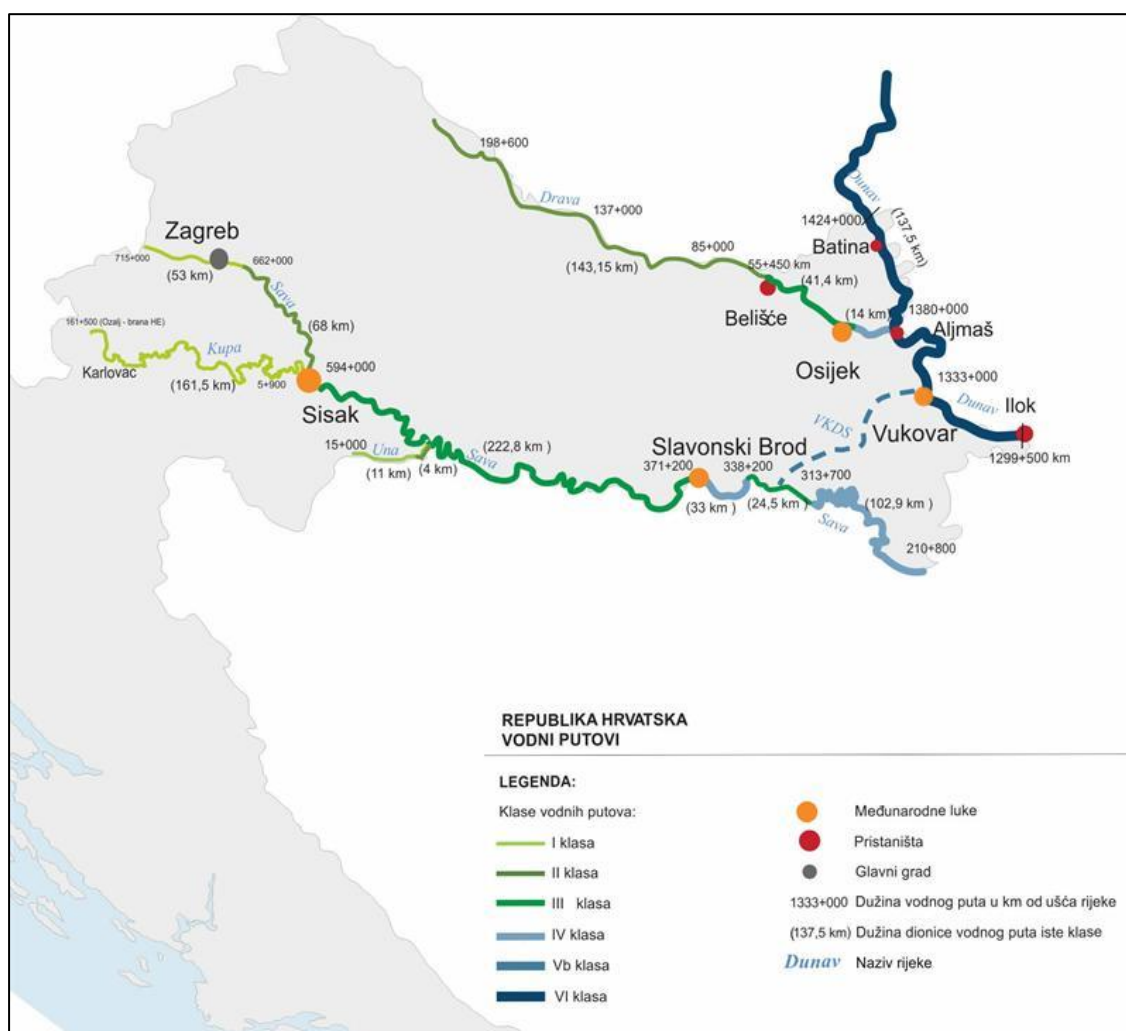 198+600
Drava
137+000
Dunav
1424+000
(137,5 km)
Zagreb
715+000
(53 km)
662+000
85+000
Batina
(143,15 km)
55+450 km
(41,4 km)
Sava
161+500 (Ozalj - brana HE)
(68 km)
Belišće
(14 km)
1380+000
Aljmaš
Kupa
Karlovac
(161,5 km)
5+900
594+000
Sisak
Osijek
1333+000
Dunav
Ilok
VKDS
Vukovar
1299+500 km
15+000
Una
(11 km)
(4 km)
Sava
(222,8 km)
Slavonski Brod
371+200
338+200
313+700
(33 km )
(24,5 km )
(102,9 km )
Sava
210+800
REPUBLIKA HRVATSKA
VODNI PUTOVI
LEGENDA:
Klase vodnih putova:
I klasa
II klasa
III klasa
IV klasa
Vb klasa
VI klasa
Međunarodne luke
Pristaništa
Glavni grad
1333+000 Dužina vodnog puta u km od ušća rijeke
(137,5 km) Dužina dionice vodnog puta iste klase
Dunav Naziv rijeke